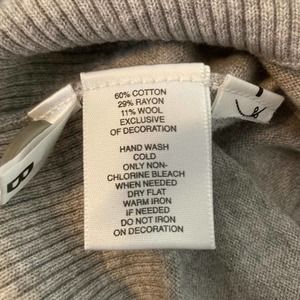 60% COTTON
29% RAYON
11% WOOL
EXCLUSIVE
OF DECORATION
HAND WASH
COLD
ONLY NON-
CHLORINE BLEACH
WHEN NEEDED
DRY FLAT
WARM IRON
IF NEEDED
DO NOT IRON
ON DECORATION
B